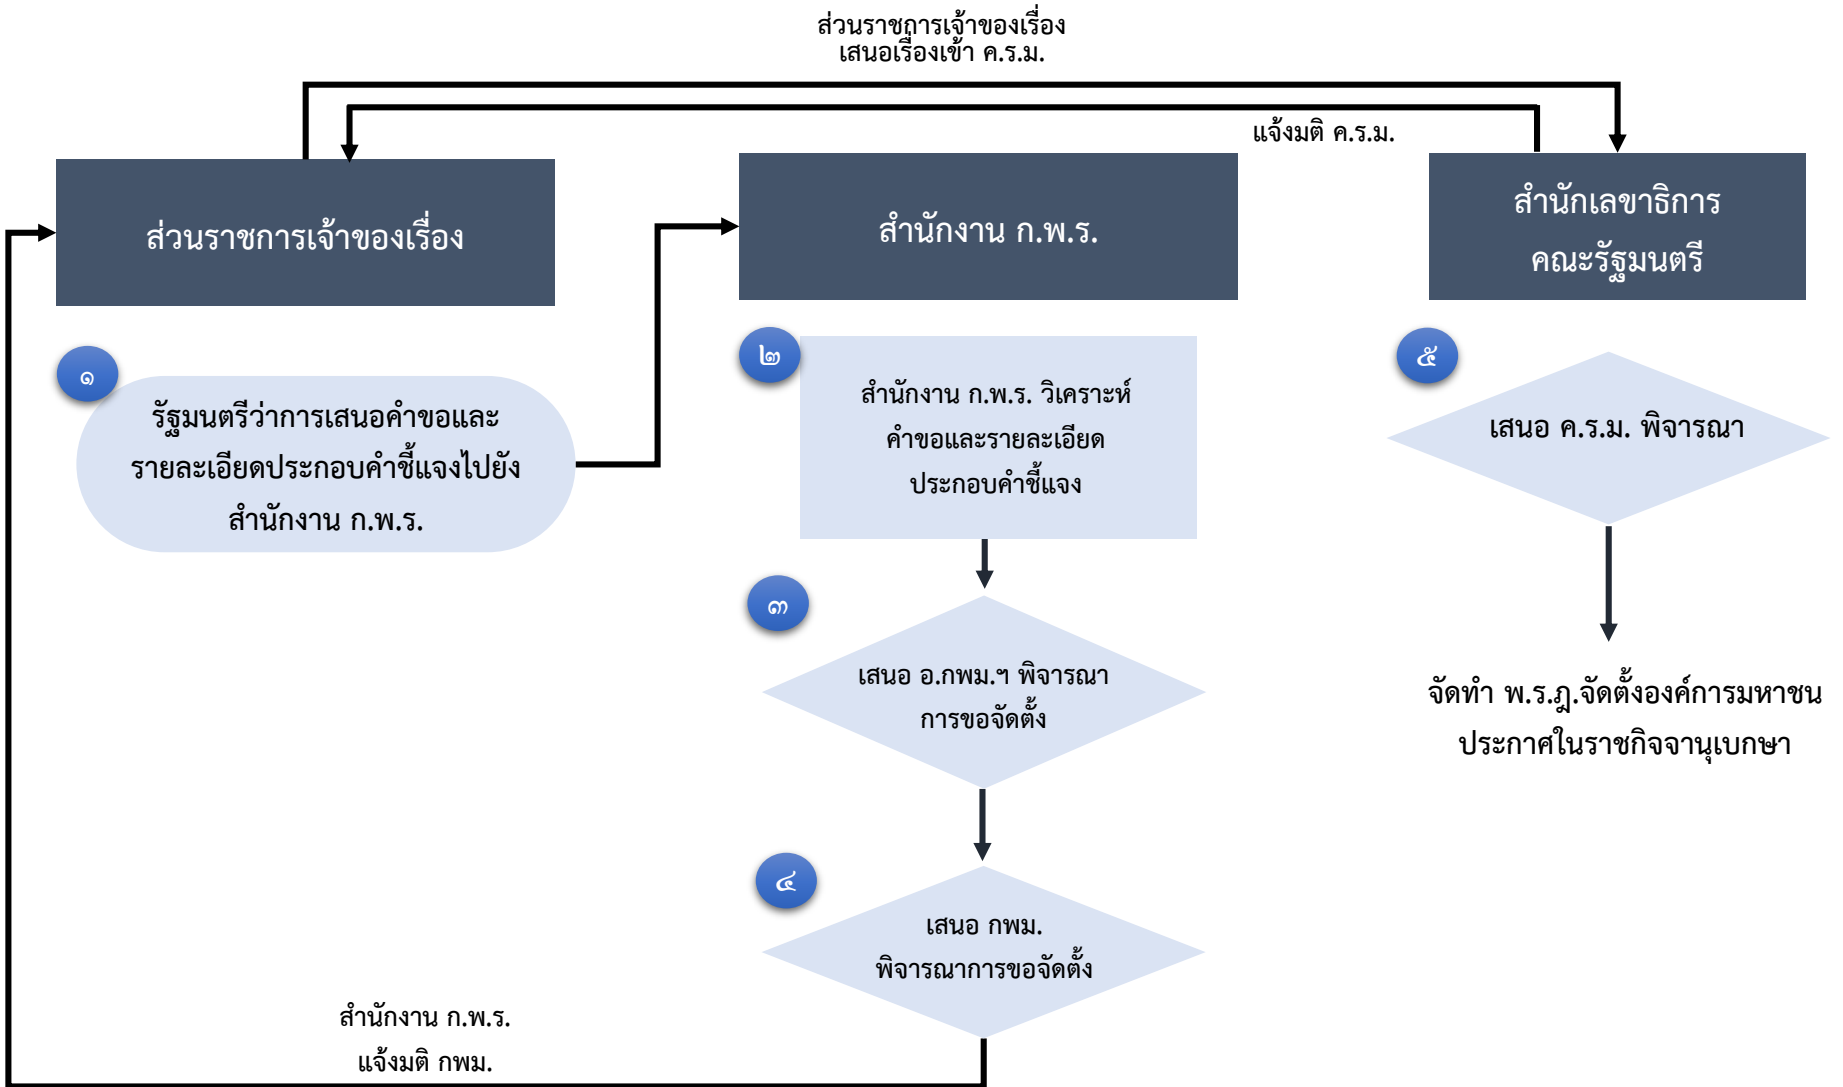 ส่วนราชการเจ้าของเรื่อง
เสนอเรื่องเข้า ค.ร.ม.
แจ้งมติ ค.ร.ม.
ส่วนราชการเจ้าของเรื่อง
สำนักงาน ก.พ.ร.
สำนักเลขาธิการ
คณะรัฐมนตรี
๑
รัฐมนตรีว่าการเสนอคำขอและ
รายละเอียดประกอบคำชี้แจงไปยัง
สำนักงาน ก.พ.ร.
๒
สำนักงาน ก.พ.ร. วิเคราะห์
คำขอและรายละเอียด
ประกอบคำชี้แจง
๓
เสนอ อ.กพม.ฯ พิจารณา
การขอจัดตั้ง
๔
เสนอ กพม.
พิจารณาการขอจัดตั้ง
สำนักงาน ก.พ.ร.
แจ้งมติ กพม.
๕
เสนอ ค.ร.ม. พิจารณา
จัดทำ พ.ร.ฎ.จัดตั้งองค์การมหาชน
ประกาศในราชกิจจานุเบกษา